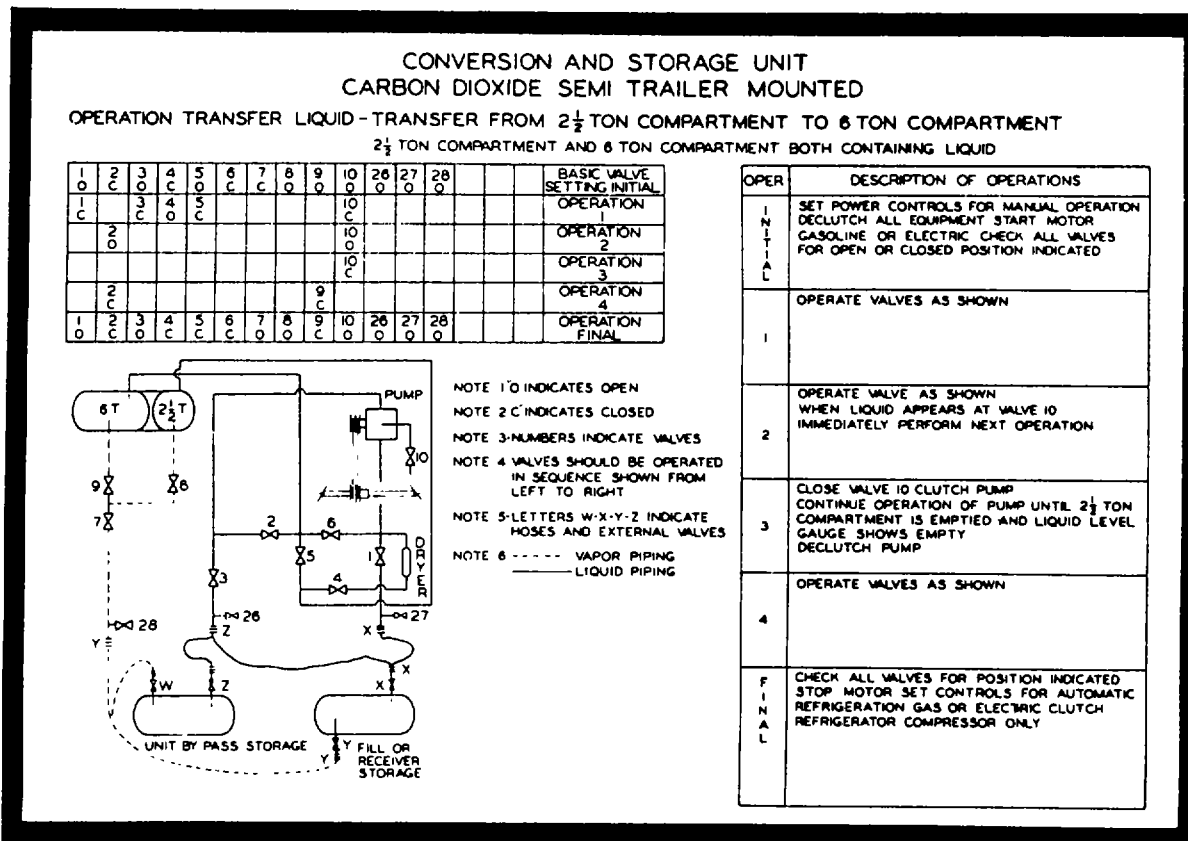 CONVERSION AND STORAGE UNIT
CARBON DIOXIDE SEMI TRAILER MOUNTED
OPERATION TRANSFER LIQUID-TRANSFER FROM 2½ TON COMPARTMENT TO 6 TON COMPARTMENT
2½ TON COMPARTMENT AND 6 TON COMPARTMENT BOTH CONTAINING LIQUID
1 2 3 4 5 6 7 8 9 10 26 27 28 BASIC VALVE
O C O C O C C O O O O O O SETTING INITIAL
1 3 4 5 10 OPERATION
C C O C C 1
2 10 OPERATION
O O 2
10 OPERATION
C 3
2 9 OPERATION
C C 4
1 2 3 4 5 6 7 8 9 10 26 27 28 OPERATION
O C O C C C O O C O O O O FINAL
OPER DESCRIPTION OF OPERATIONS
INITIAL
SET POWER CONTROLS FOR MANUAL OPERATION
DECLUTCH ALL EQUIPMENT START MOTOR
GASOLINE OR ELECTRIC CHECK ALL VALVES
FOR OPEN OR CLOSED POSITION INDICATED
1
OPERATE VALVES AS SHOWN
2
OPERATE VALVE AS SHOWN
WHEN LIQUID APPEARS AT VALVE 10
IMMEDIATELY PERFORM NEXT OPERATION
3
CLOSE VALVE 10 CLUTCH PUMP
CONTINUE OPERATION OF PUMP UNTIL 2½ TON
COMPARTMENT IS EMPTIED AND LIQUID LEVEL
GAUGE SHOWS EMPTY
DECLUTCH PUMP
4
OPERATE VALVES AS SHOWN
FINAL
CHECK ALL VALVES FOR POSITION INDICATED
STOP MOTOR SET CONTROLS FOR AUTOMATIC
REFRIGERATION GAS OR ELECTRIC CLUTCH
REFRIGERATOR COMPRESSOR ONLY
6 T 2½ T
PUMP
10
9 8
7
2 6
5 1
3 4
DRYER
26
27
28
Z X
Y
W Z X X
Y Y
UNIT BY PASS STORAGE
FILL OR
RECEIVER
STORAGE
NOTE 1"O INDICATES OPEN
NOTE 2 C"INDICATES CLOSED
NOTE 3-NUMBERS INDICATE VALVES
NOTE 4 VALVES SHOULD BE OPERATED
IN SEQUENCE SHOWN FROM
LEFT TO RIGHT
NOTE 5-LETTERS W-X-Y-Z INDICATE
HOSES AND EXTERNAL VALVES
NOTE 6 ----- VAPOR PIPING
——— LIQUID PIPING